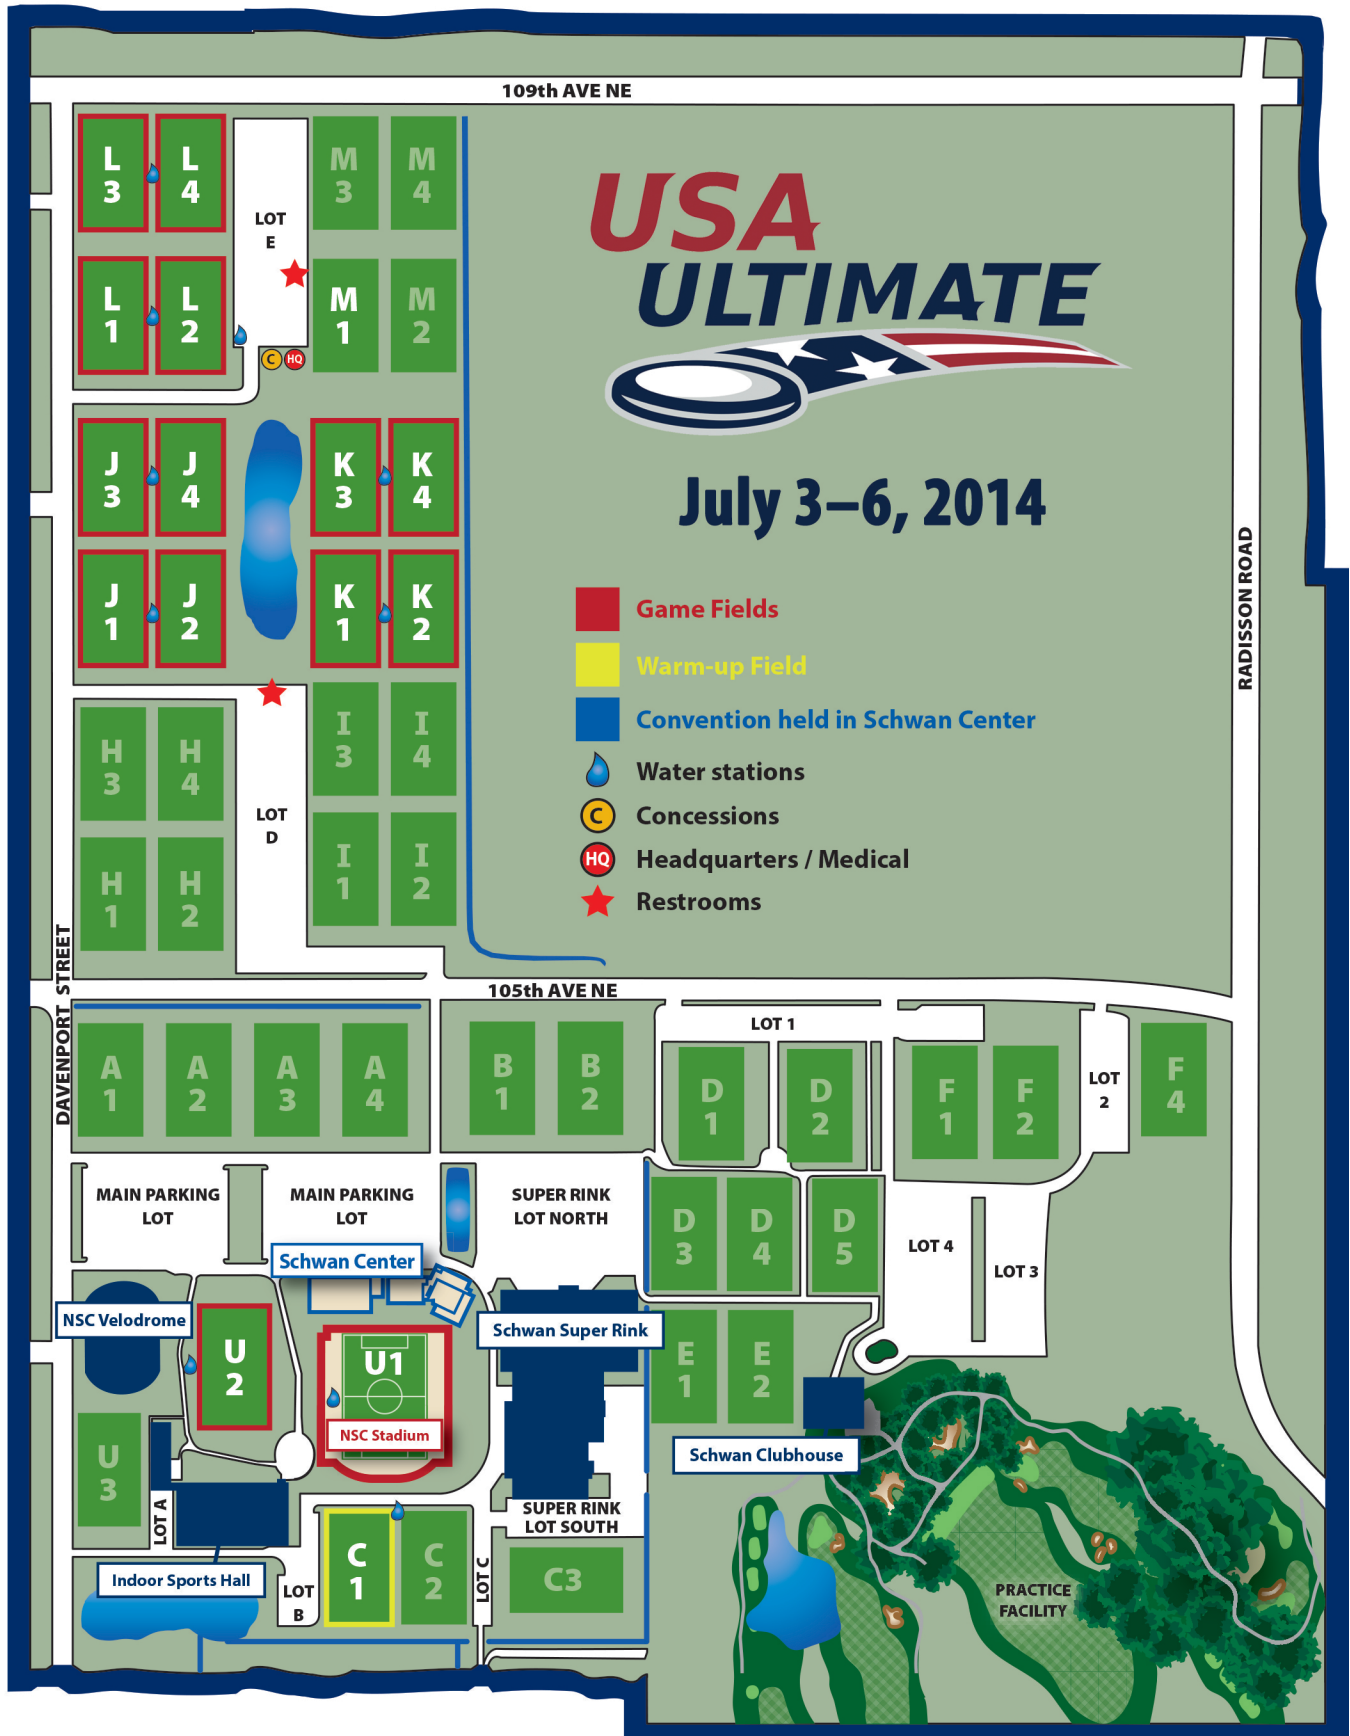 109th AVE NE
L
3
L
4
LOT
E
M
3
M
4
L
1
L
2
M
1
M
2
C
HQ
USA
ULTIMATE
July 3–6, 2014
J
3
J
4
K
3
K
4
J
1
J
2
K
1
K
2
Game Fields
Warm-up Field
Convention held in Schwan Center
Water stations
C
Concessions
HQ
Headquarters / Medical
Restrooms
RADISSON ROAD
H
3
H
4
I
3
I
4
LOT
D
H
1
H
2
I
1
I
2
DAVENPORT STREET
105th AVE NE
A
1
A
2
A
3
A
4
B
1
B
2
LOT 1
D
1
D
2
F
1
F
2
LOT
2
F
4
MAIN PARKING
LOT
MAIN PARKING
LOT
SUPER RINK
LOT NORTH
D
3
D
4
D
5
LOT 4
LOT 3
Schwan Center
NSC Velodrome
Schwan Super Rink
U
2
U1
NSC Stadium
E
1
E
2
Schwan Clubhouse
U
3
LOT A
Indoor Sports Hall
LOT
B
C
1
C
2
LOT C
SUPER RINK
LOT SOUTH
C3
PRACTICE
FACILITY